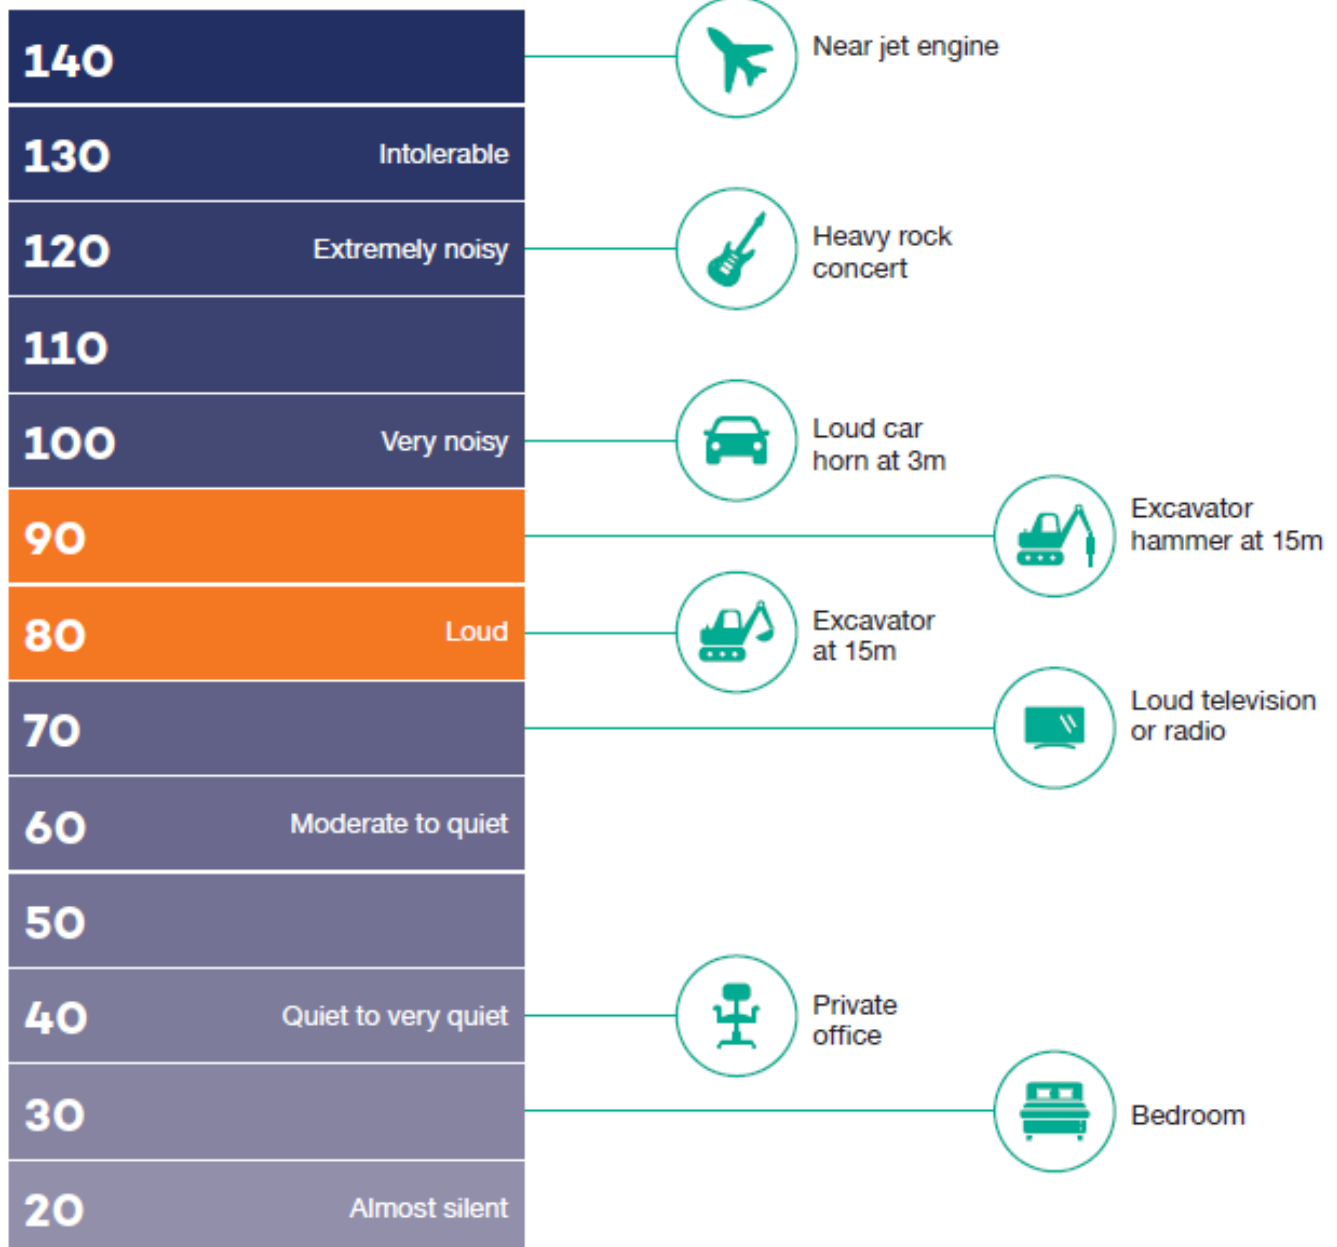 140
Near jet engine
130
Intolerable
120
Extremely noisy
Heavy rock
concert
110
100
Very noisy
Loud car
horn at 3m
90
Excavator
hammer at 15m
80
Loud
Excavator
at 15m
70
Loud television
or radio
60
Moderate to quiet
50
40
Quiet to very quiet
Private
office
30
Bedroom
20
Almost silent